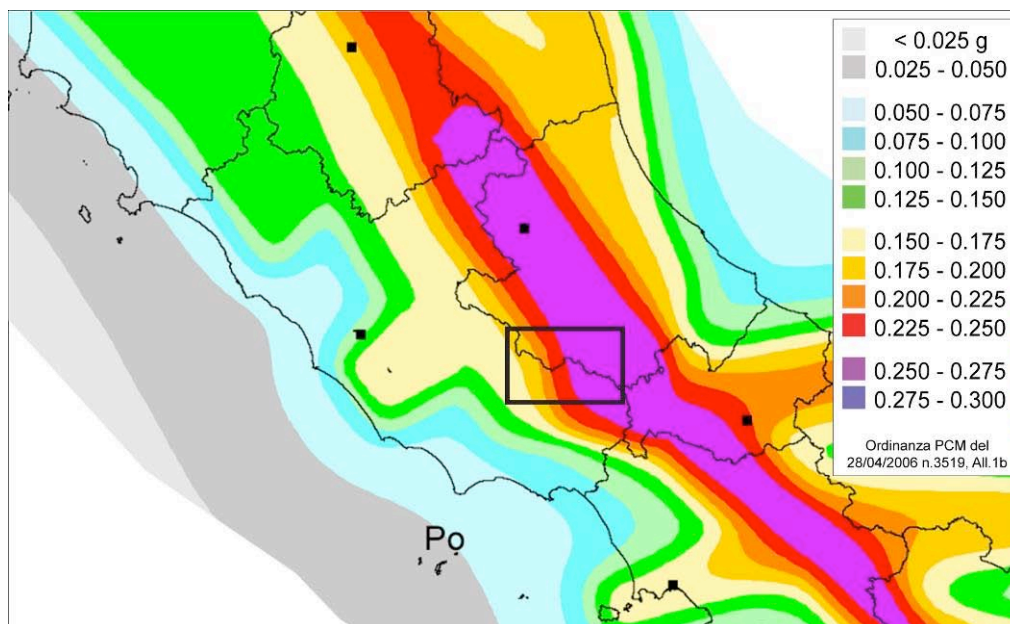 < 0.025 g
0.025 - 0.050
0.050 - 0.075
0.075 - 0.100
0.100 - 0.125
0.125 - 0.150
0.150 - 0.175
0.175 - 0.200
0.200 - 0.225
0.225 - 0.250
0.250 - 0.275
0.275 - 0.300
Ordinanza PCM del
28/04/2006 n.3519, All.1b
Po